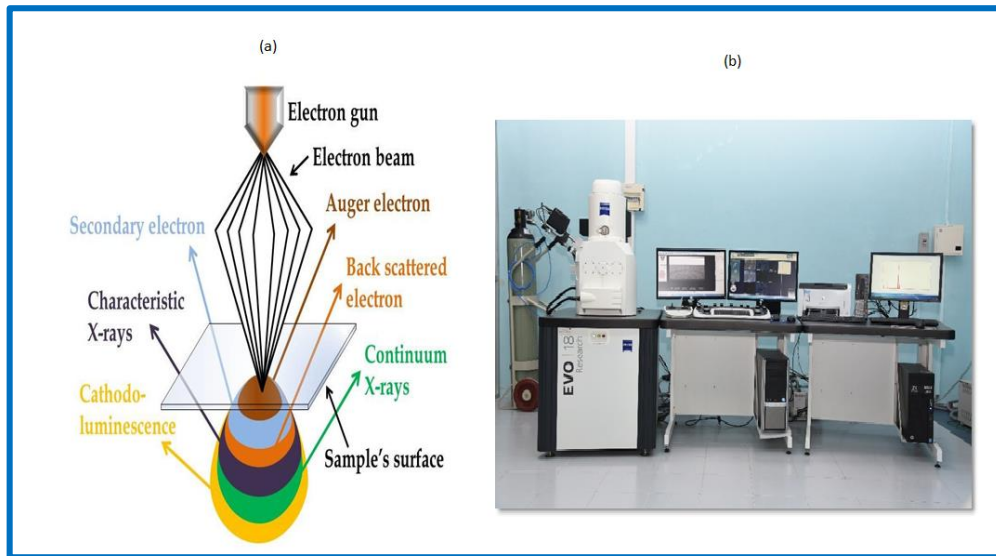 (a)
(b)
Electron gun
Electron beam
Auger electron
Secondary electron
Back scattered
electron
Characteristic
X-rays
Continuum
X-rays
Cathodo-
luminescence
Sample's surface
EVO 18
Research